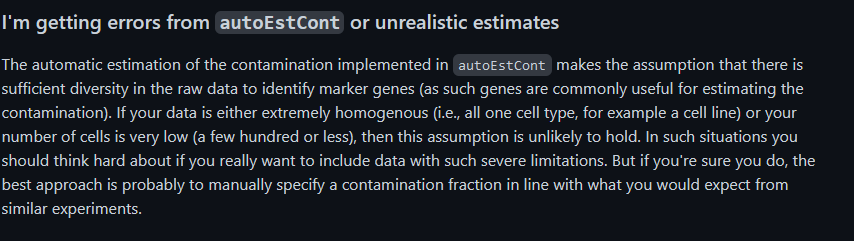 I'm getting errors from autoEstCont or unrealistic estimates
The automatic estimation of the contamination implemented in autoEstCont makes the assumption that there is
sufficient diversity in the raw data to identify marker genes (as such genes are commonly useful for estimating the
contamination). If your data is either extremely homogenous (i.e., all one cell type, for example a cell line) or your
number of cells is very low (a few hundred or less), then this assumption is unlikely to hold. In such situations you
should think hard about if you really want to include data with such severe limitations. But if you're sure you do, the
best approach is probably to manually specify a contamination fraction in line with what you would expect from
similar experiments.